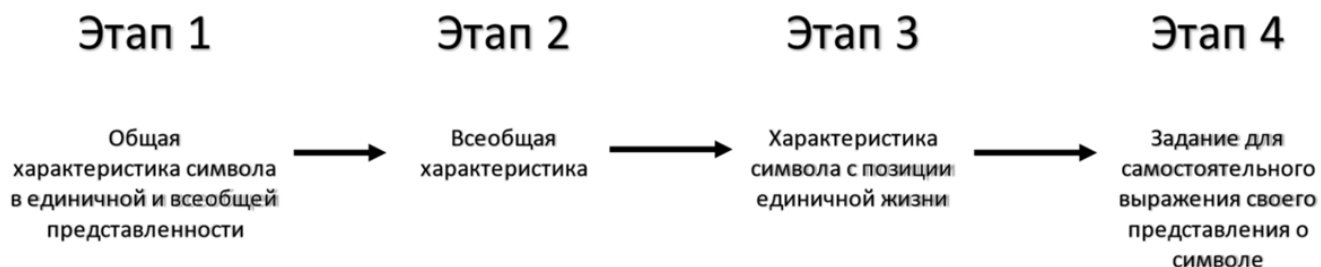 Этап 1
Этап 2
Этап 3
Этап 4
Общая
характеристика символа
в единичной и всеобщей
представленности
Всеобщая
характеристика
Характеристика
символа с позиции
единичной жизни
Задание для
самостоятельного
выражения своего
представления о
символе